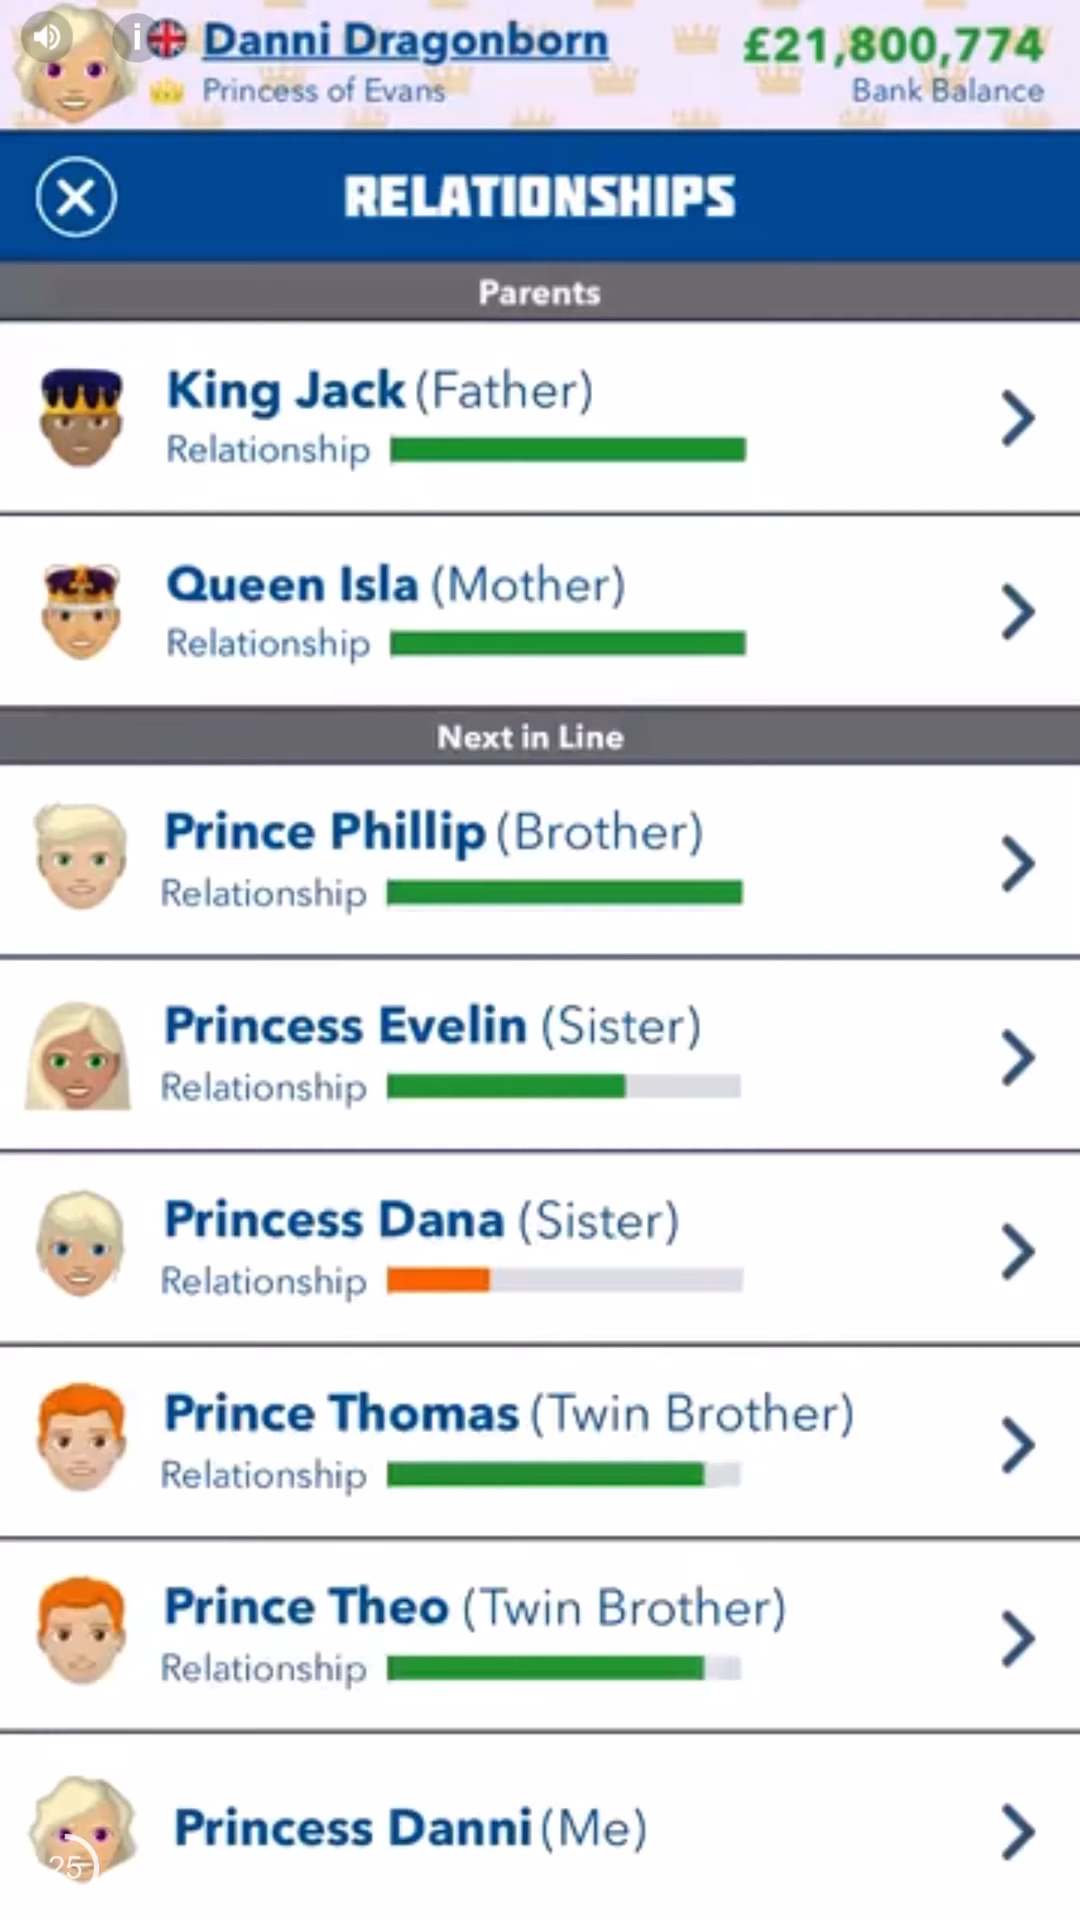 i Danni Dragonborn £21,800,774
Princess of Evans Bank Balance
RELATIONSHIPS
Parents
King Jack (Father)
Relationship
Queen Isla (Mother)
Relationship
Next in Line
Prince Phillip (Brother)
Relationship
Princess Evelin (Sister)
Relationship
Princess Dana (Sister)
Relationship
Prince Thomas (Twin Brother)
Relationship
Prince Theo (Twin Brother)
Relationship
Princess Danni (Me)
25